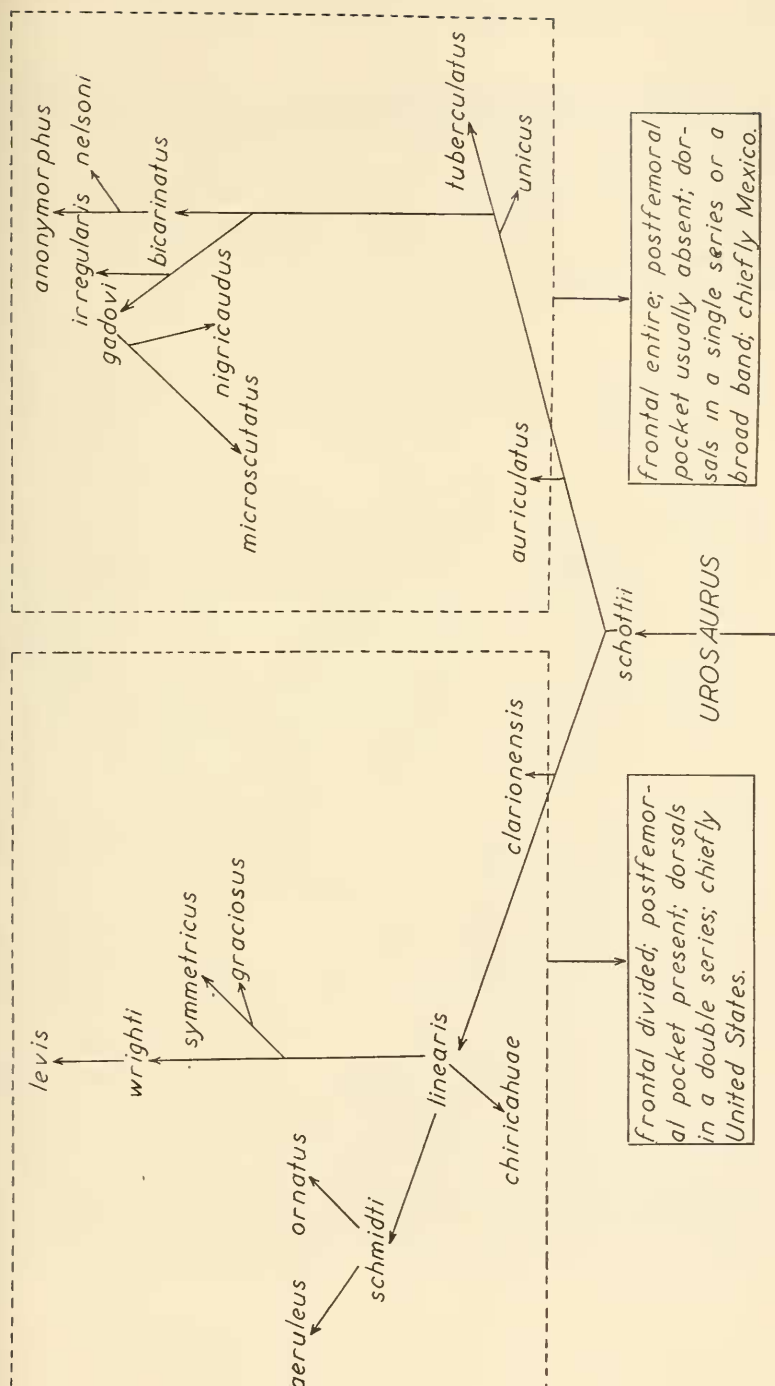 levis
anonymorphus
irregularis
nelsoni
gadovi
wrighti
bicarinatus
symmetricus
nigricaudus
graciosus
microscutatus
aeruleus
ornatus
schmidti
linearis
tuberculatus
chiricahuae
clarionensis
auriculatus
unicus
schottii
UROSAURUS
frontal divided; postfemor-
al pocket present; dorsals
in a double series; chiefly
United States.
frontal entire; postfemoral
pocket usually absent; dor-
sals in a single series or a
broad band; chiefly Mexico.